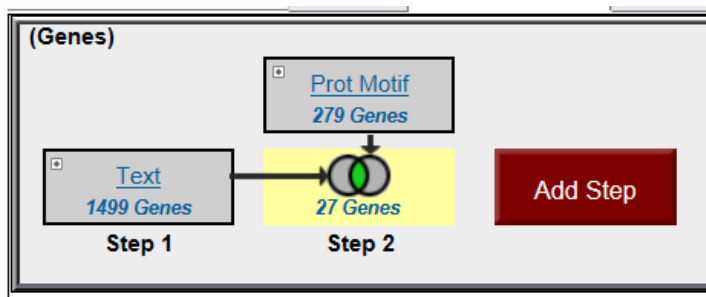 (Genes)
Prot Motif
279 Genes
Text
1499 Genes
27 Genes
Add Step
Step 1
Step 2